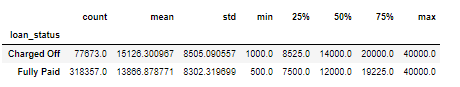 count mean std min 25% 50% 75% max
loan_status
Charged Off 77673.0 15126.300967 8505.090557 1000.0 8525.0 14000.0 20000.0 40000.0
Fully Paid 318357.0 13866.878771 8302.319699 500.0 7500.0 12000.0 19225.0 40000.0